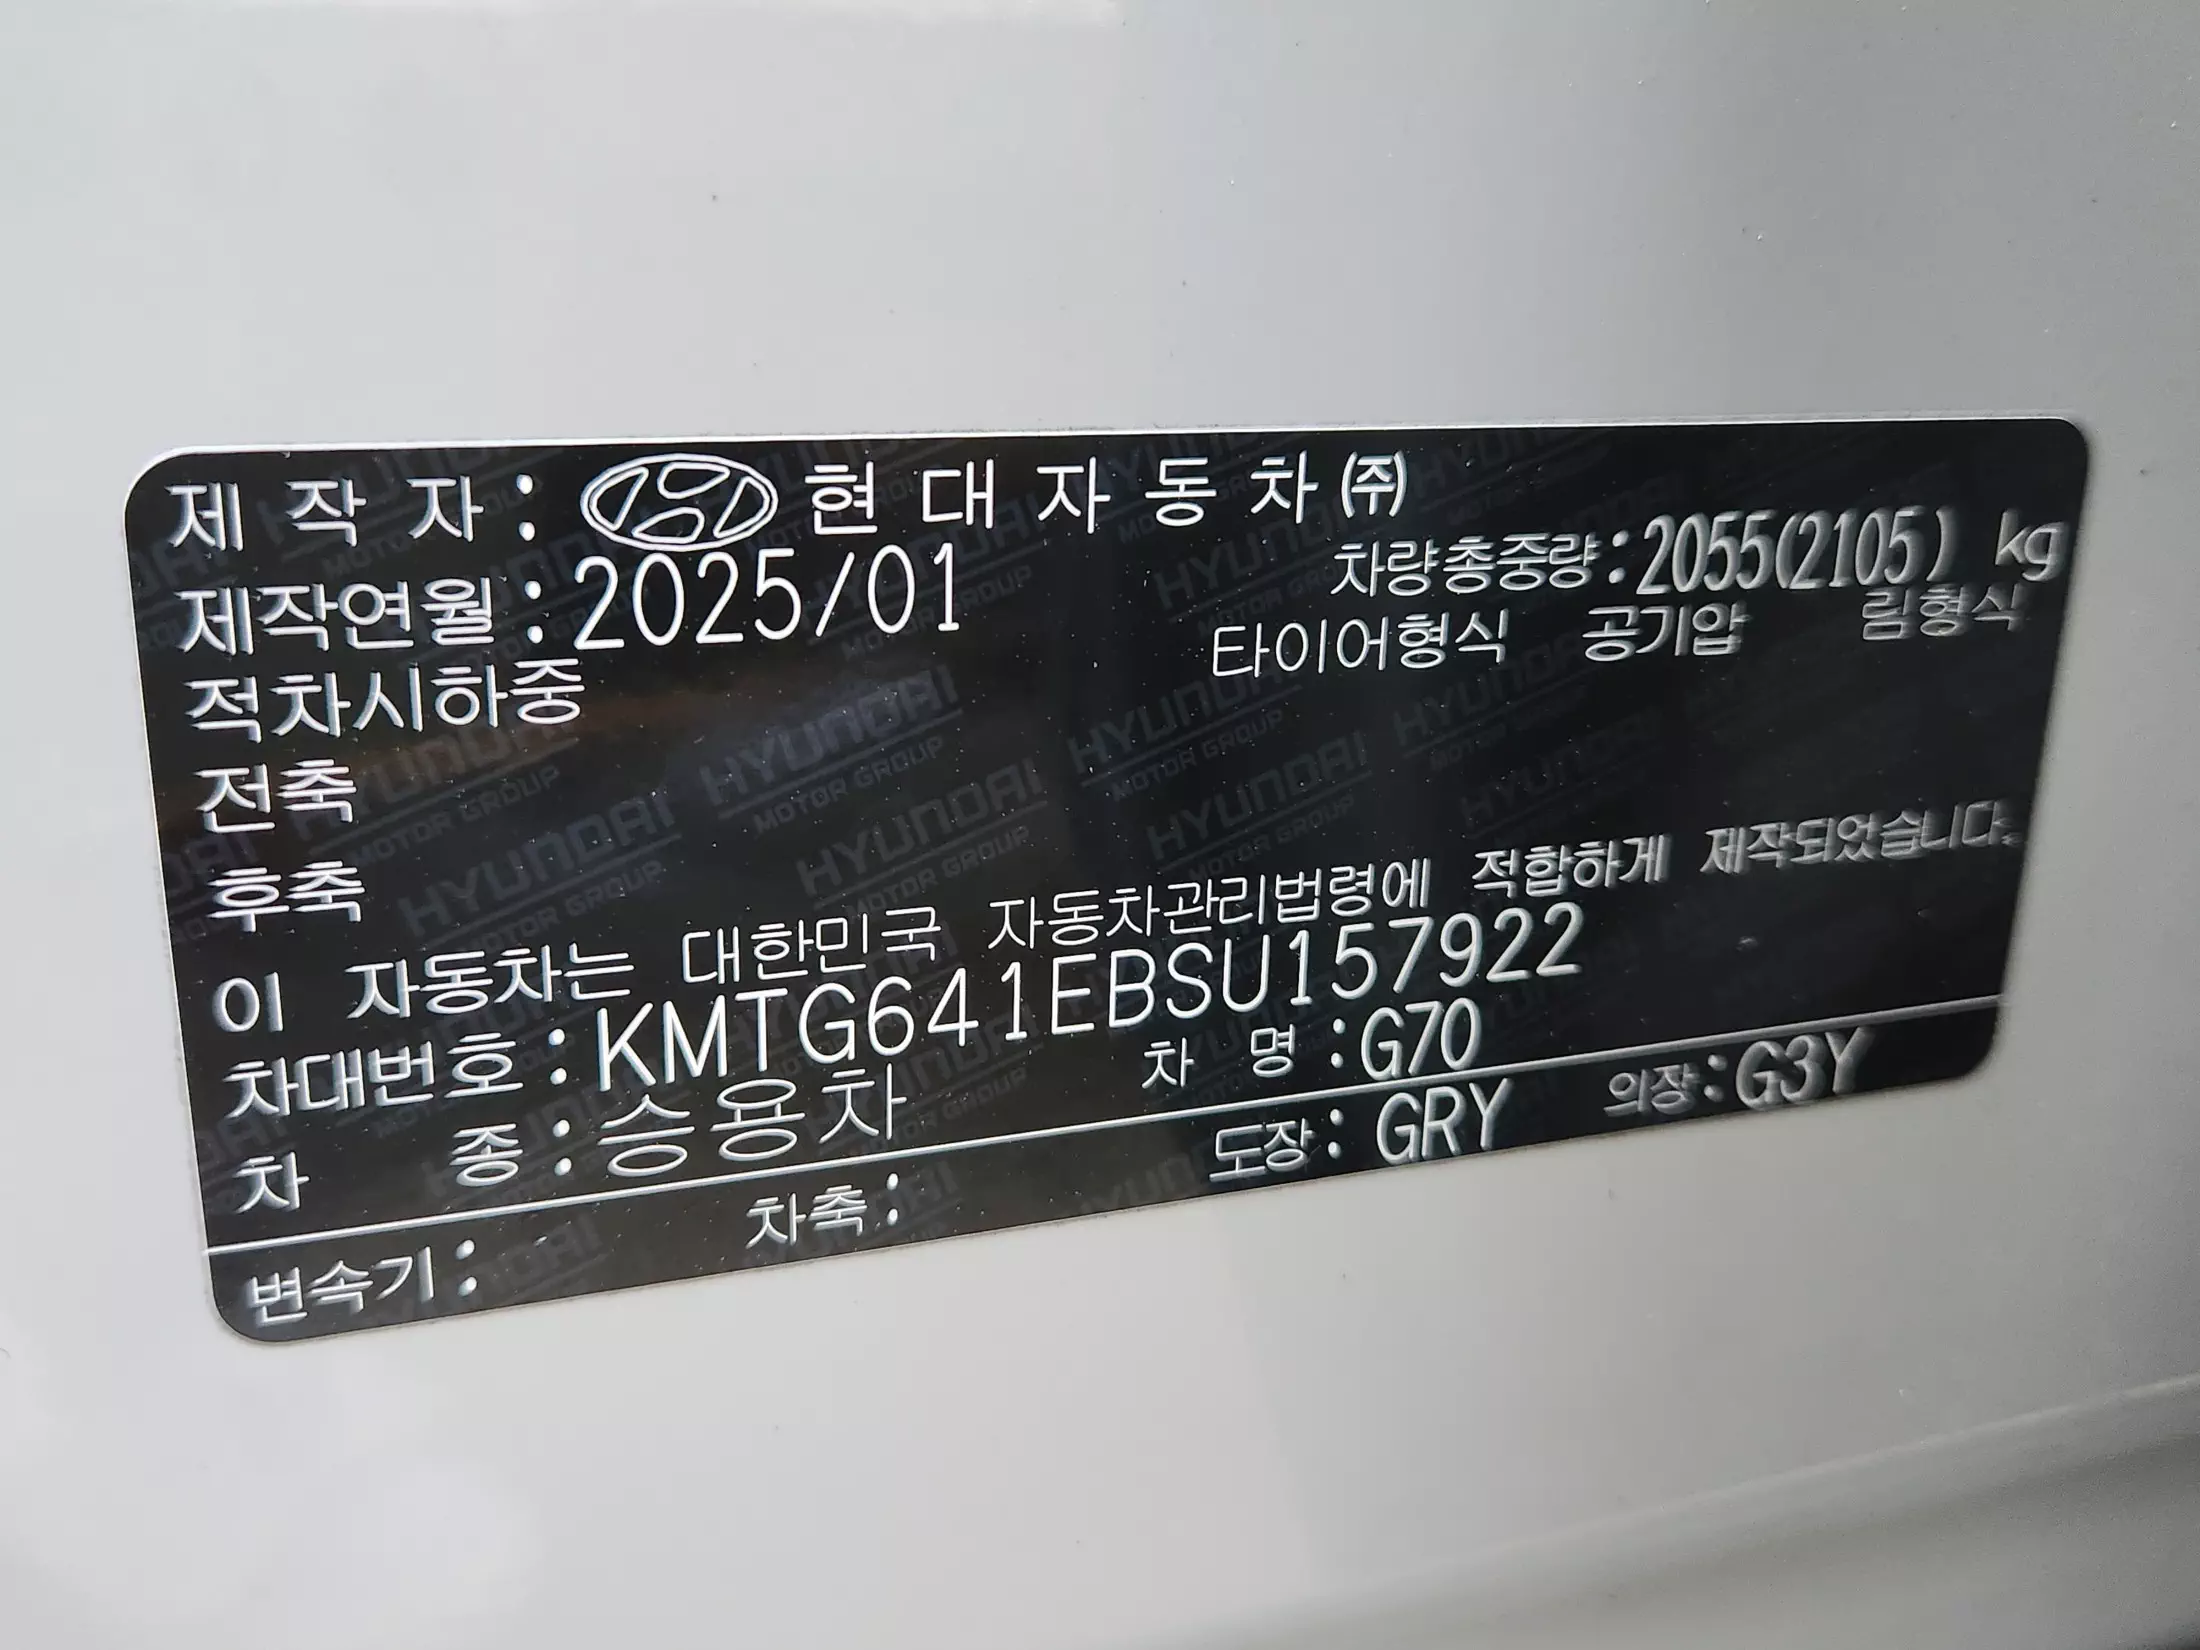 제 작 자 : 현대자동차㈜
제작연월 : 2025/01
차량총중량 : 2055(2105) kg
적차시하중
타이어형식 공기압 림형식
전축
후축
이 자동차는 대한민국 자동차관리법령에 적합하게 제작되었습니다.
차대번호 : KMTG641EBSU157922
차 종 : 승용차 차 명 : G70
변속기 : 차축 : 도장 : GRY 의장 : G3Y
HYUNDAI
MOTOR GROUP